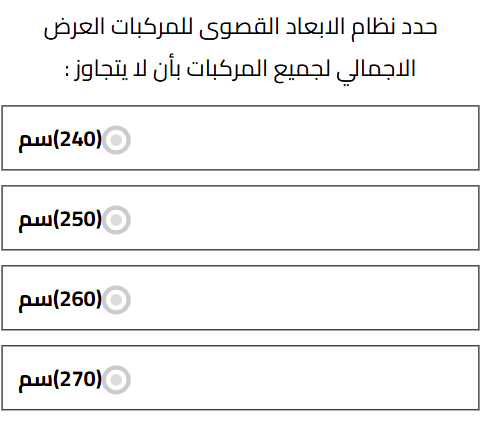 حدد نظام الابعاد القصوى للمركبات العرض
الاجمالي لجميع المركبات بأن لا يتجاوز :
(240)سم
(250)سم
(260)سم
(270)سم